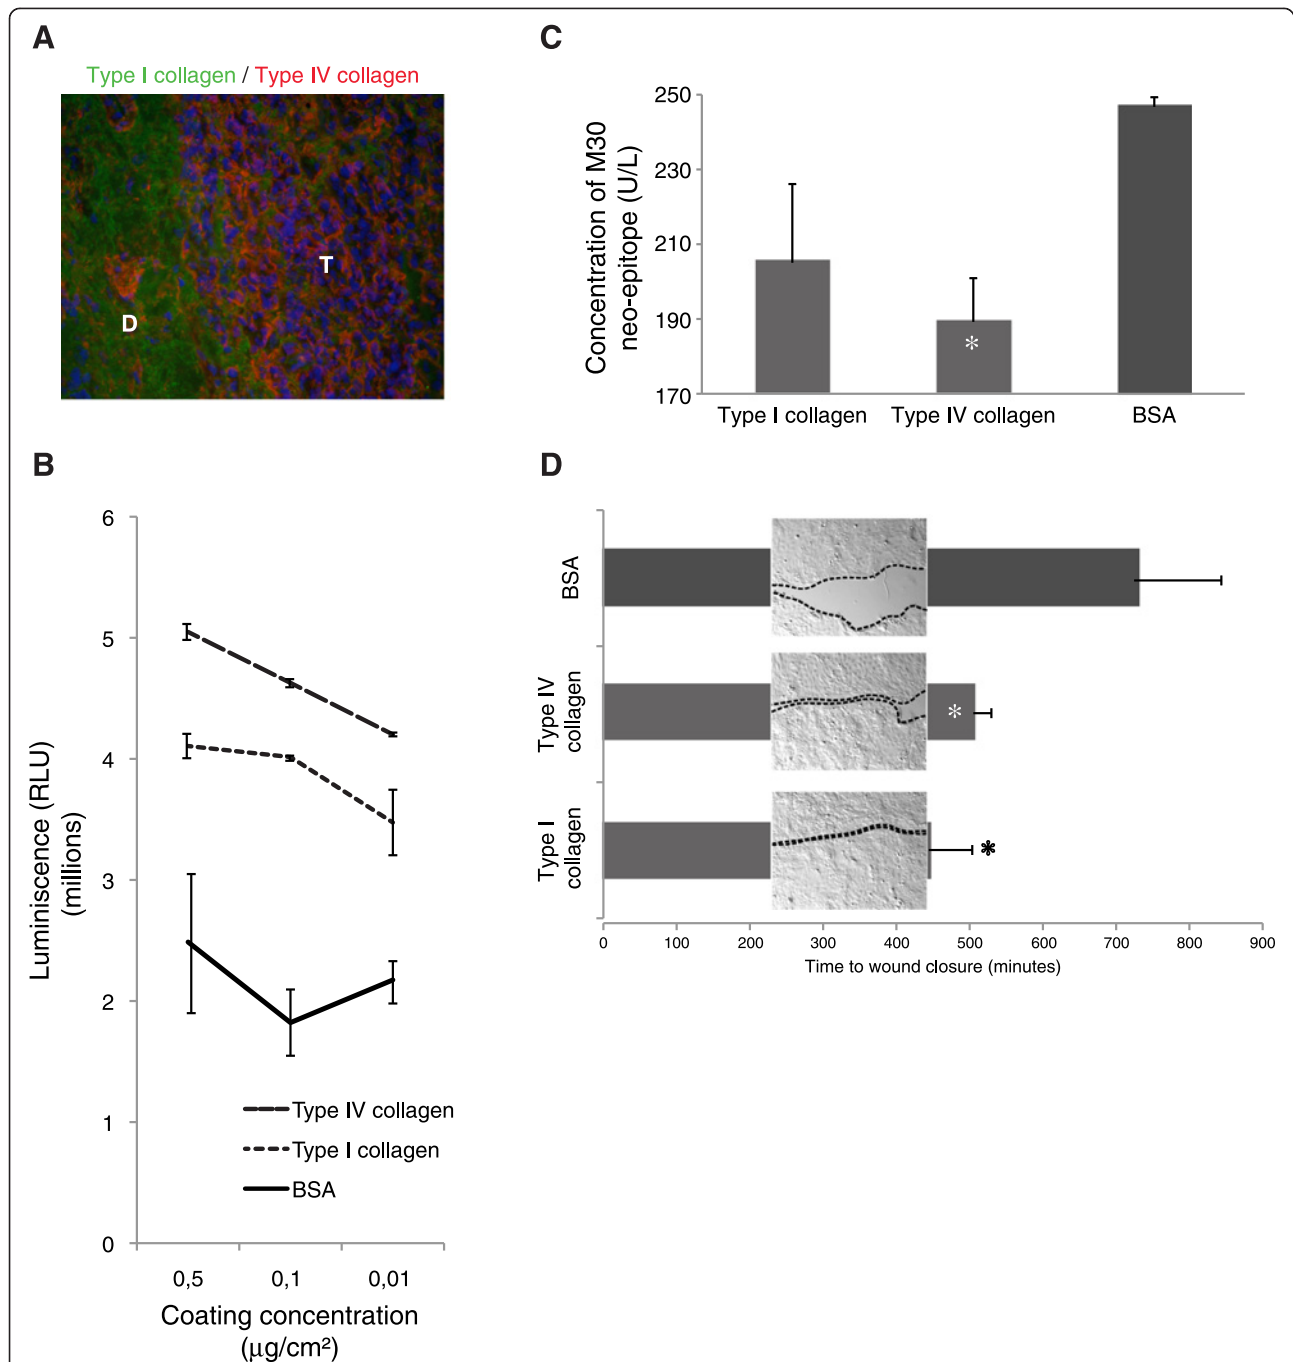 A
Type I collagen / Type IV collagen
D
T
B
Luminiscence (RLU)
(millions)
6
5
4
3
2
1
0
Type IV collagen
Type I collagen
BSA
0,5 0,1 0,01
Coating concentration
(µg/cm²)
C
Concentration of M30
neo-epitope (U/L)
250
230
210
190
170
*
Type I collagen Type IV collagen BSA
D
BSA
Type IV
collagen
*
Type I
collagen
*
0 100 200 300 400 500 600 700 800 900
Time to wound closure (minutes)